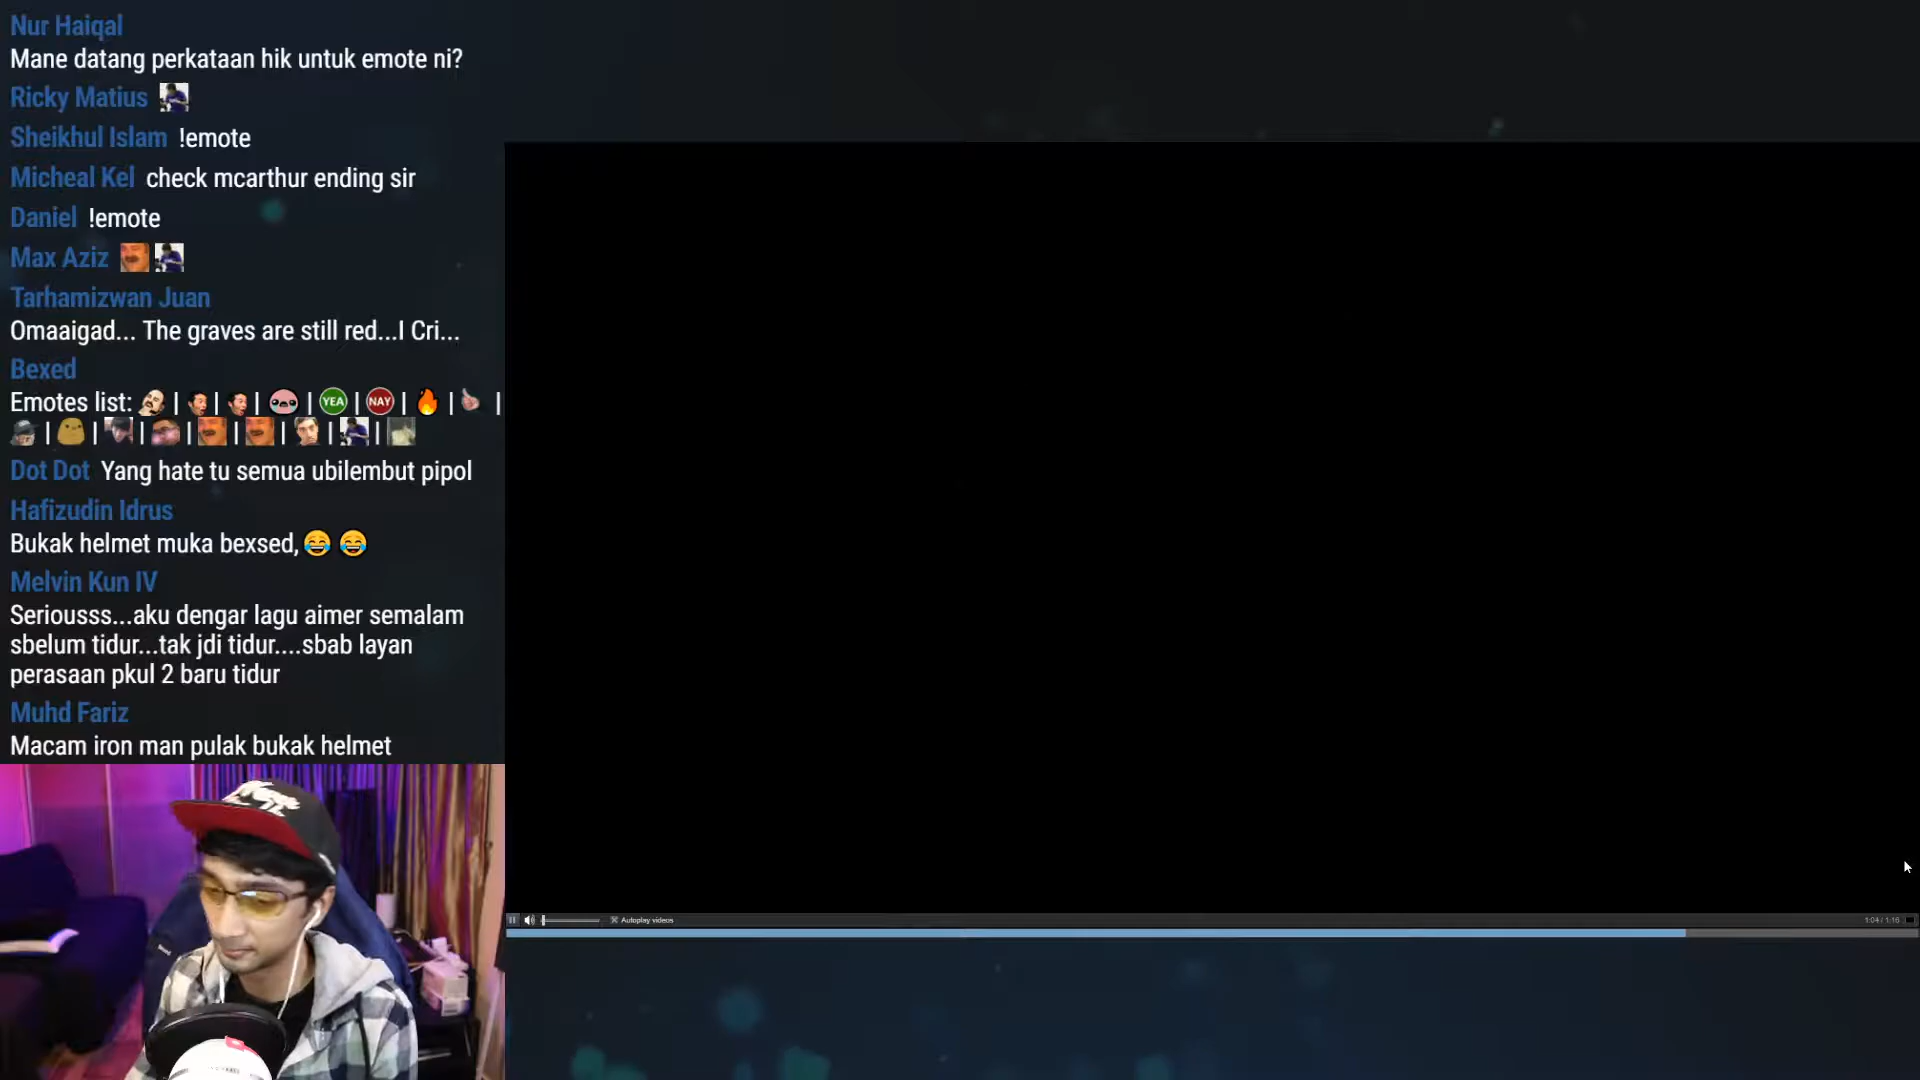 Nur Haiqal
Mane datang perkataan hik untuk emote ni?
Ricky Matius
Sheikhul Islam !emote
Micheal Kel check mcarthur ending sir
Daniel !emote
Max Aziz
Tarhamizwan Juan
Omaaigad... The graves are still red...I Cri...
Bexed
Emotes list: | | | | YEA | NAY | | |
| | | | | | | |
Dot Dot Yang hate tu semua ubilembut pipol
Hafizudin Idrus
Bukak helmet muka bexsed,😂 😂
Melvin Kun IV
Seriousss...aku dengar lagu aimer semalam
sbelum tidur...tak jdi tidur....sbab layan
perasaan pkul 2 baru tidur
Muhd Fariz
Macam iron man pulak bukak helmet
Autoplay videos
1:04 / 1:16